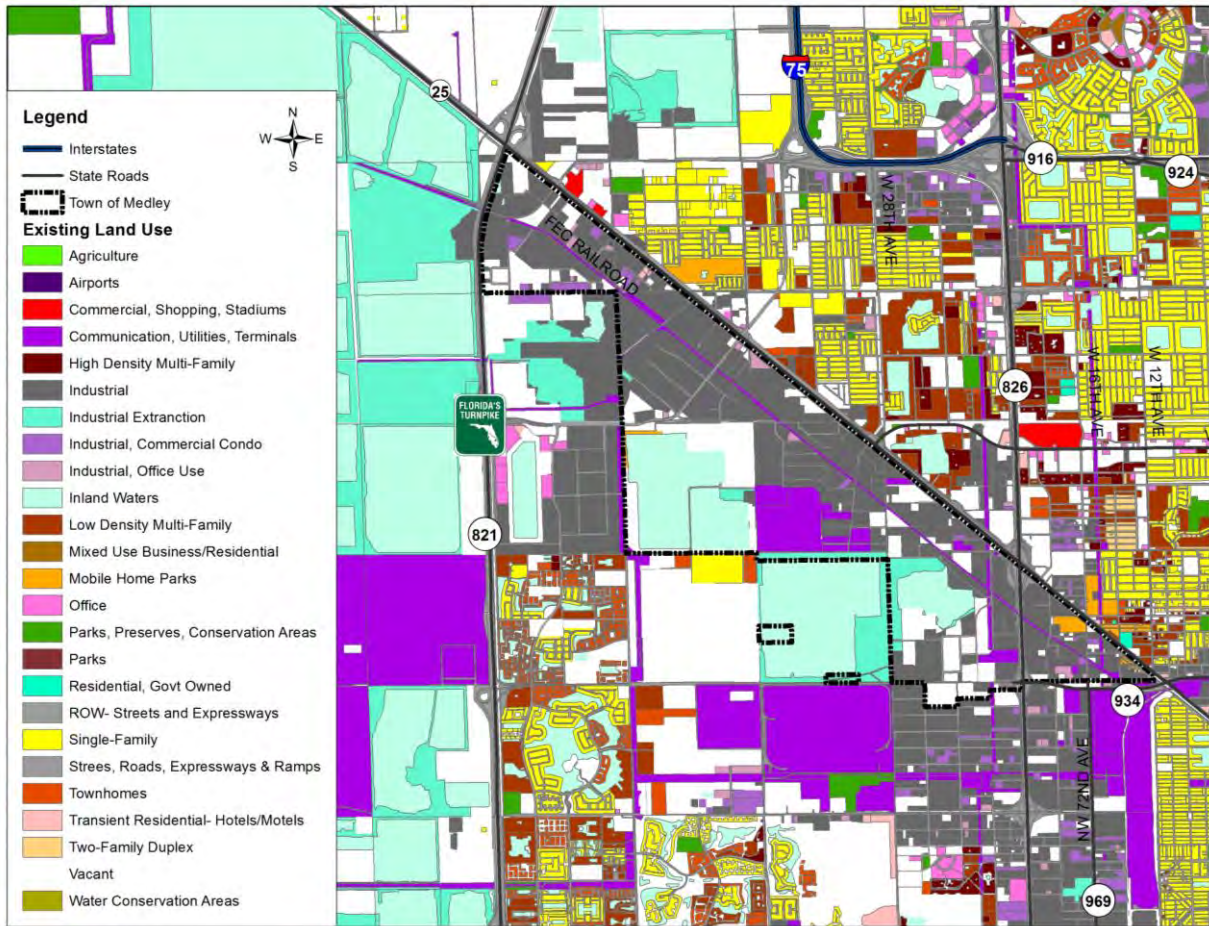 Legend
N
W E
S
Interstates
State Roads
Town of Medley
Existing Land Use
Agriculture
Airports
Commercial, Shopping, Stadiums
Communication, Utilities, Terminals
High Density Multi-Family
Industrial
Industrial Extranction
Industrial, Commercial Condo
Industrial, Office Use
Inland Waters
Low Density Multi-Family
Mixed Use Business/Residential
Mobile Home Parks
Office
Parks, Preserves, Conservation Areas
Parks
Residential, Govt Owned
ROW- Streets and Expressways
Single-Family
Strees, Roads, Expressways & Ramps
Townhomes
Transient Residential- Hotels/Motels
Two-Family Duplex
Vacant
Water Conservation Areas
25
75
916
924
W 28TH AVE
FEC RAILROAD
826
W 16TH AVE
W 12TH AVE
FLORIDA'S
TURNPIKE
821
934
NW 72ND AVE
969